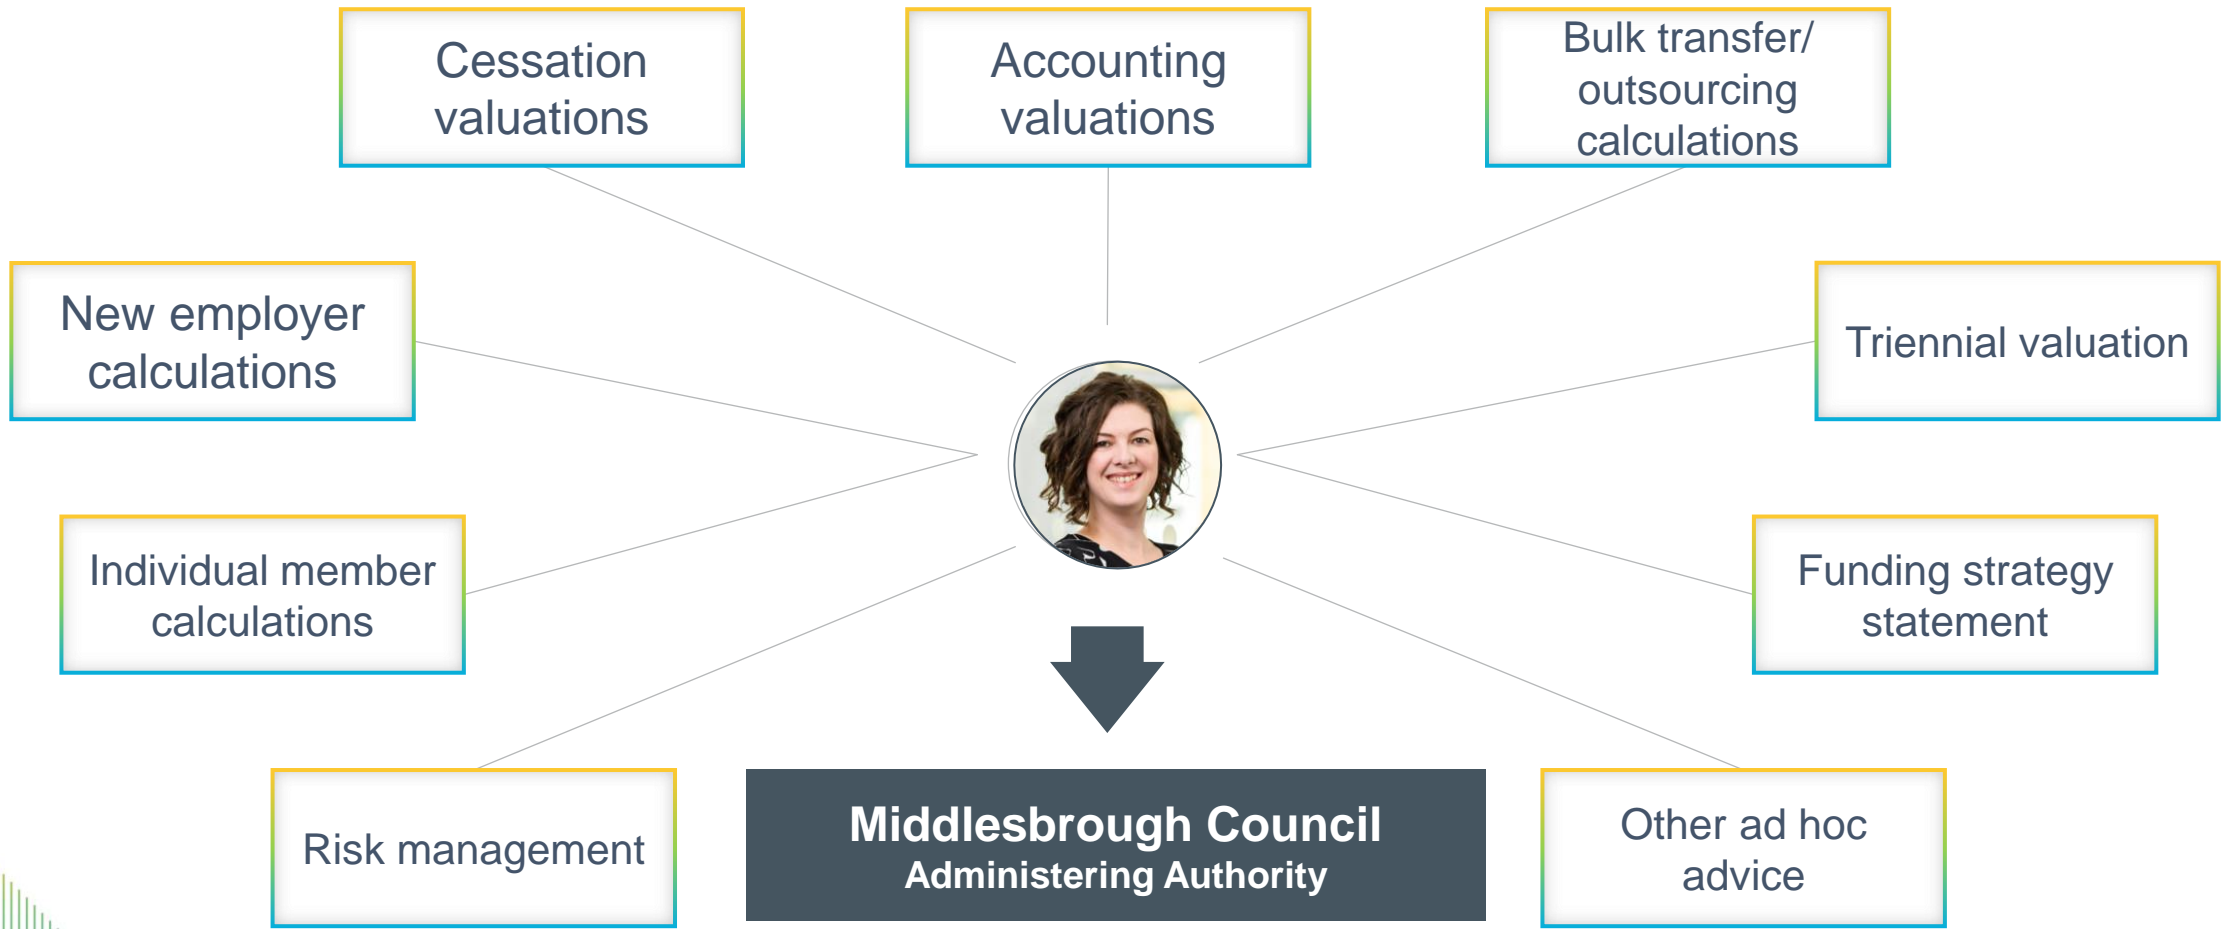 Cessation
valuations
Accounting
valuations
Bulk transfer/
outsourcing
calculations
New employer
calculations
Triennial valuation
Individual member
calculations
Funding strategy
statement
Risk management
Middlesbrough Council
Administering Authority
Other ad hoc
advice